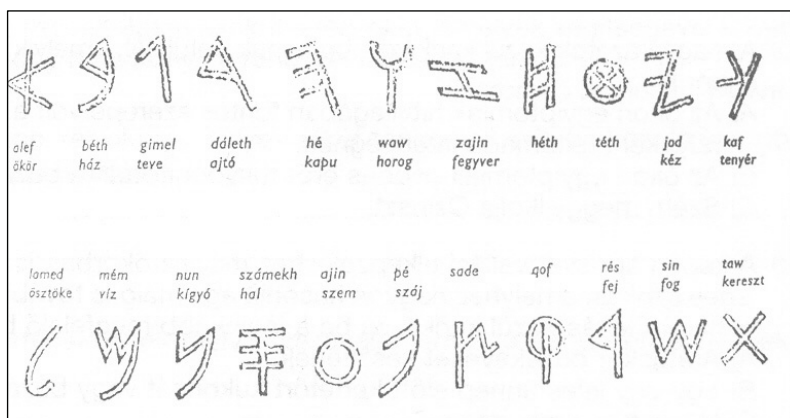 𐤀 𐤁 𐤂 𐤃 𐤄 𐤅 𐤆 𐤇 𐤈 𐤉 𐤊
alef béth gimel dáleth hé waw zajin héth téth jod kaf
ökör ház teve ajtó kapu horog fegyver kéz tenyér
lamed mém nun számekh ajin pé sade qof rés sin taw
ösztöke víz kígyó hal szem száj fej fog kereszt
𐤋 𐤌 𐤍 𐤎 𐤏 𐤐 𐤑 𐤒 𐤓 𐤔 𐤕